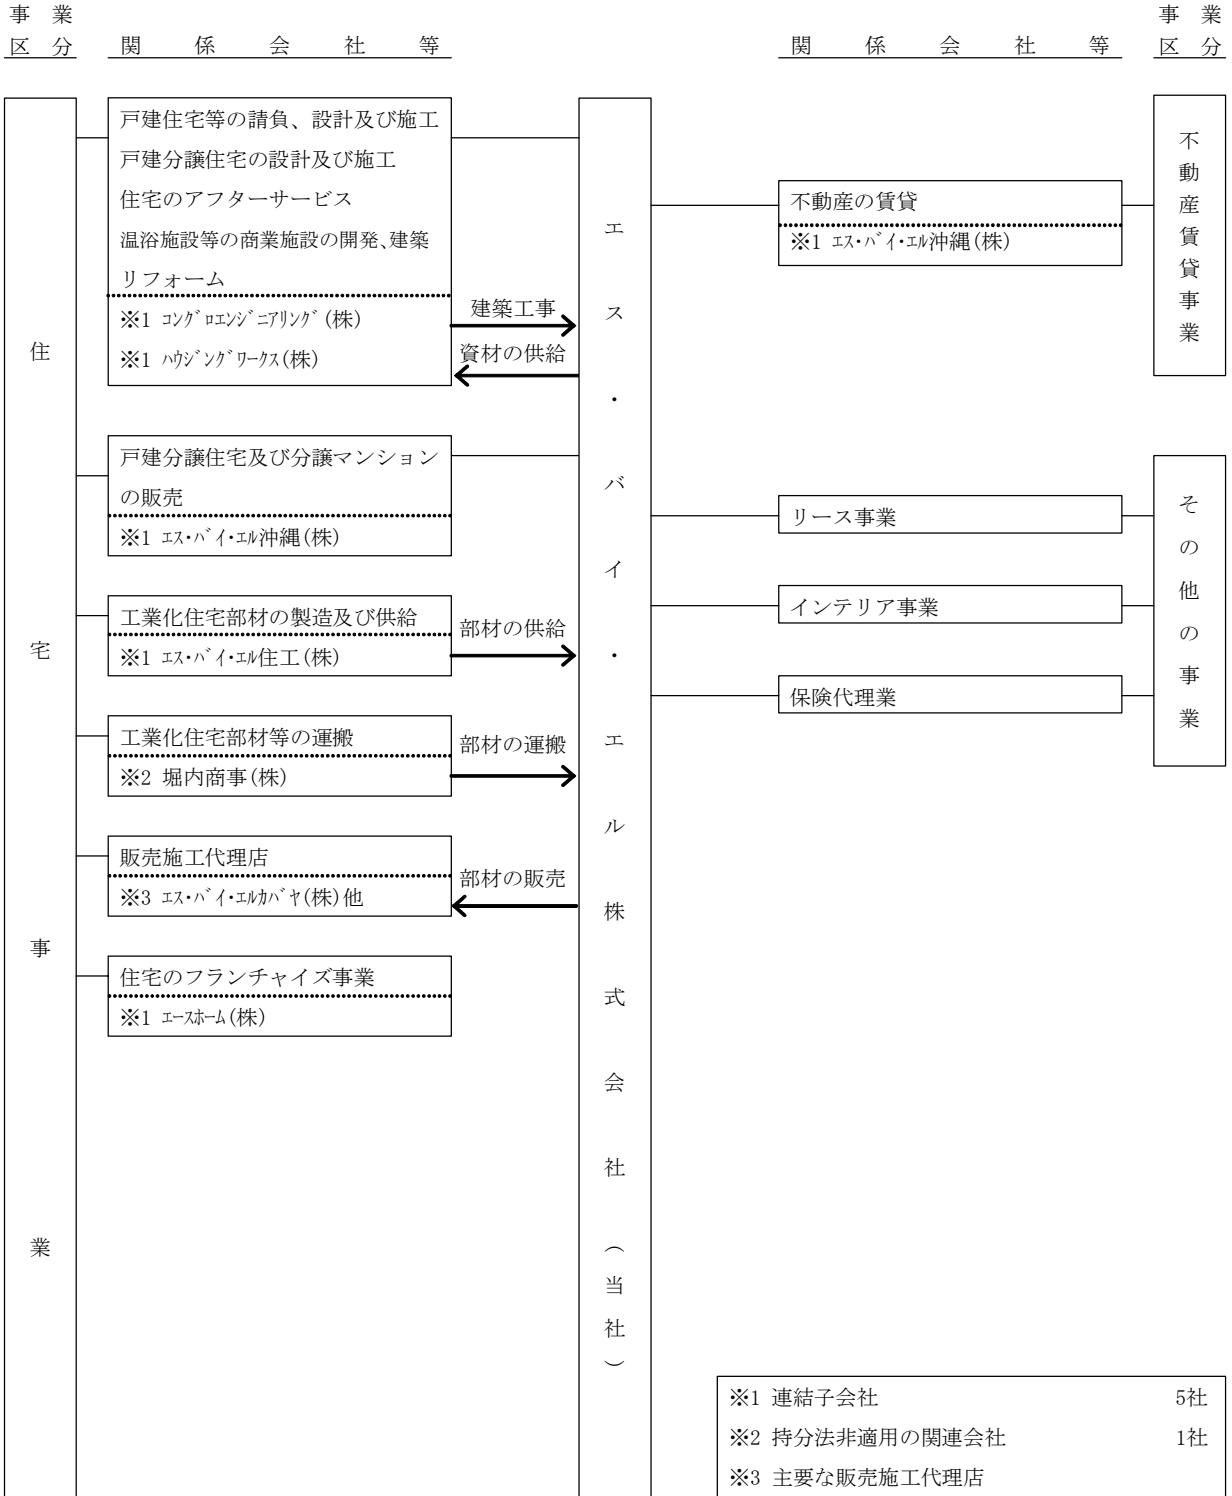 事業
区分
関係会社等
住宅事業
戸建住宅等の請負、設計及び施工
戸建分譲住宅の設計及び施工
住宅のアフターサービス
温浴施設等の商業施設の開発、建築
リフォーム
※1 ｺﾝｸﾞﾛｴﾝｼﾞﾆｱﾘﾝｸﾞ(株)
※1 ﾊｳｼﾞﾝｸﾞﾜｰｸｽ(株)
建築工事
資材の供給
戸建分譲住宅及び分譲マンション
の販売
※1 ｴｽ･ﾊﾞｲ･ｴﾙ沖縄(株)
工業化住宅部材の製造及び供給
※1 ｴｽ･ﾊﾞｲ･ｴﾙ住工(株)
部材の供給
工業化住宅部材等の運搬
※2 堀内商事(株)
部材の運搬
販売施工代理店
※3 ｴｽ･ﾊﾞｲ･ｴﾙｶﾊﾞﾔ(株)他
部材の販売
住宅のフランチャイズ事業
※1 ｴｰｽﾎｰﾑ(株)
エス・バイ・エル株式会社(当社)
関係会社等
事業
区分
不動産の賃貸
※1 ｴｽ･ﾊﾞｲ･ｴﾙ沖縄(株)
不動産賃貸事業
リース事業
インテリア事業
保険代理業
その他の事業
※1 連結子会社 5社
※2 持分法非適用の関連会社 1社
※3 主要な販売施工代理店